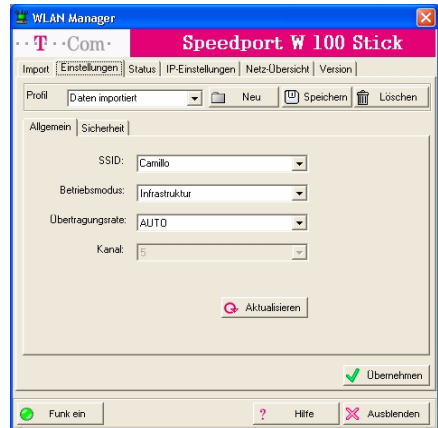 WLAN Manager
··T··Com· Speedport W 100 Stick
Import Einstellungen Status IP-Einstellungen Netz-Übersicht Version
Profil Daten importiert Neu Speichern Löschen
Allgemein Sicherheit
SSID: Camillo
Betriebsmodus: Infrastruktur
Übertragungsrate: AUTO
Kanal: 5
Aktualisieren
Übernehmen
Funk ein ? Hilfe Ausblenden